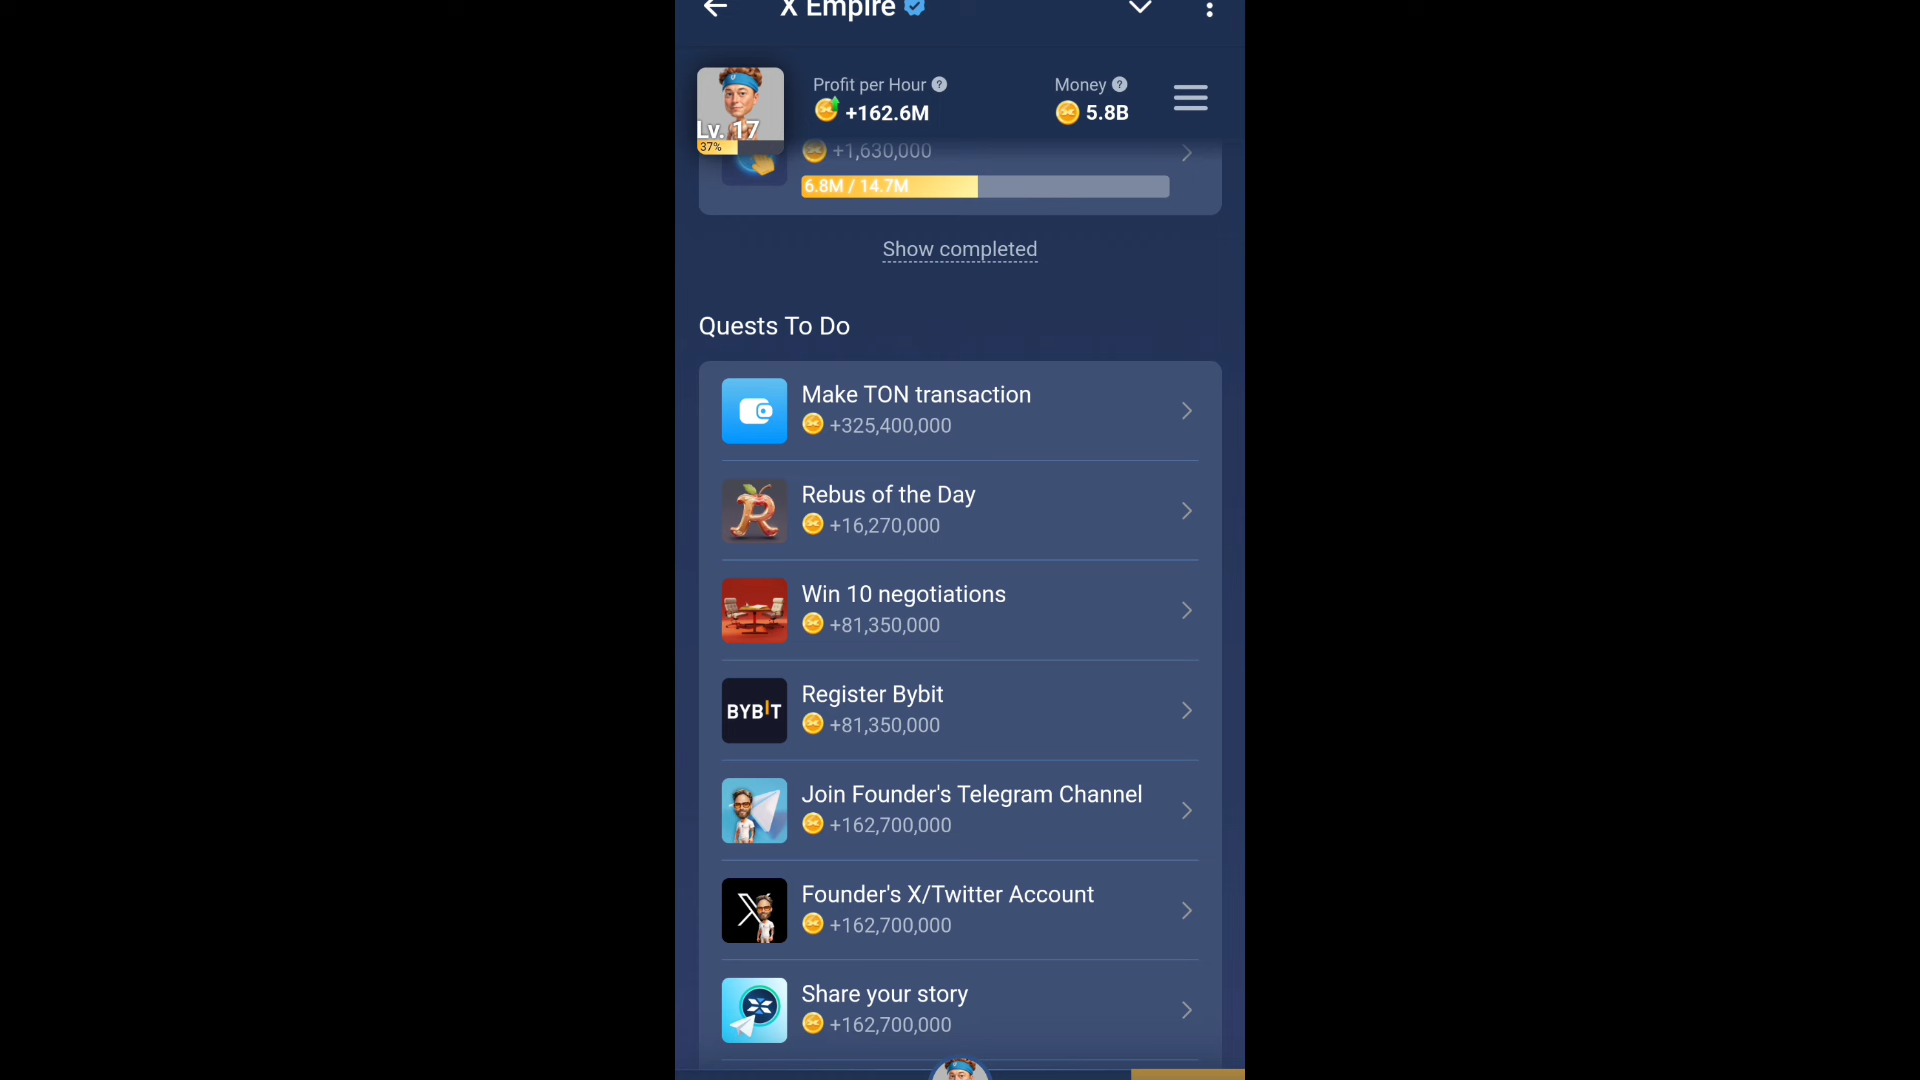 X Empire
Profit per Hour ?
+162.6M
Money ?
5.8B
Lv. 17
37%
+1,630,000
6.8M / 14.7M
Show completed
Quests To Do
Make TON transaction
+325,400,000
Rebus of the Day
+16,270,000
Win 10 negotiations
+81,350,000
BYBIT
Register Bybit
+81,350,000
Join Founder's Telegram Channel
+162,700,000
Founder's X/Twitter Account
+162,700,000
Share your story
+162,700,000